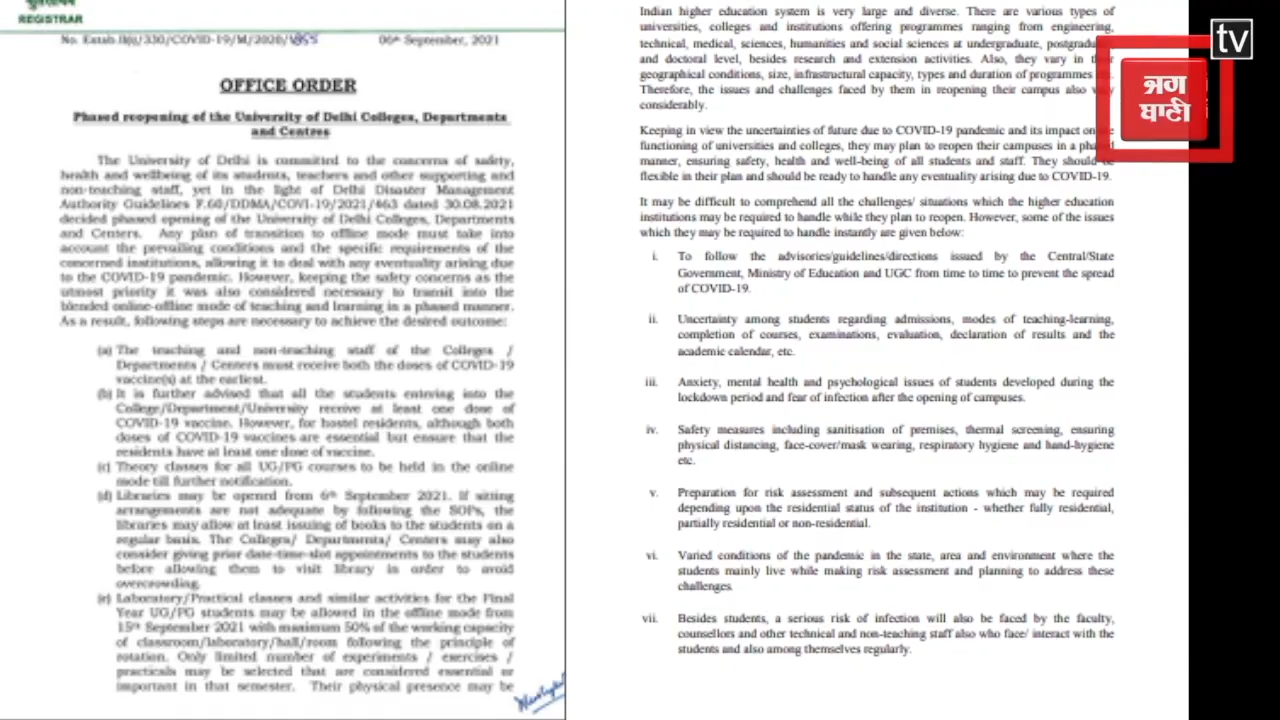 REGISTRAR
06th September, 2021
OFFICE ORDER
Phased reopening of the University of Delhi Colleges, Departments
and Centres
The University of Delhi is committed to the concerns of safety,
health and wellbeing of its students, teachers and other supporting and
non-teaching staff, yet in the light of Delhi Disaster Management
Authority Guidelines F.60/DDMA/COVI-19/2021/463 dated 30.08.2021
decided phased opening of the University of Delhi Colleges, Departments
and Centers. Any plan of transition to offline mode must take into
account the prevailing conditions and the specific requirements of the
concerned institutions, allowing it to deal with any eventuality arising due
to the COVID-19 pandemic. However, keeping the safety concerns as the
utmost priority it was also considered necessary to transit into the
blended online-offline mode of teaching and learning in a phased manner.
As a result, following steps are necessary to achieve the desired outcome:
(a) The teaching and non-teaching staff of the Colleges /
Departments / Centers must receive both the doses of COVID-19
vaccine(s) at the earliest.
(b) It is further advised that all the students entering into the
College/Department/University receive at least one dose of
COVID-19 vaccine. However, for hostel residents, although both
doses of COVID-19 vaccines are essential but ensure that the
residents have at least one dose of vaccine.
(c) Theory classes for all UG/PG courses to be held in the online
mode till further notification.
(d) Libraries may be opened from 6th September 2021. If sitting
arrangements are not adequate by following the SOPs, the
libraries may allow at least issuing of books to the students on a
regular basis. The Colleges/ Departments/ Centers may also
consider giving prior date-time-slot appointments to the students
before allowing them to visit library in order to avoid
overcrowding.
(e) Laboratory/Practical classes and similar activities for the Final
Year UG/PG students may be allowed in the offline mode from
15th September 2021 with maximum 50% of the working capacity
of classroom/laboratory/hall/room following the principle of
rotation. Only limited number of experiments / exercises /
practicals may be selected that are considered essential or
important in that semester. Their physical presence may be
Indian higher education system is very large and diverse. There are various types of
universities, colleges and institutions offering programmes ranging from engineering,
technical, medical, sciences, humanities and social sciences at undergraduate,
and doctoral level, besides research and extension activities. Also, they vary in
geographical conditions, size, infrastructural capacity, types and duration of programmes
Therefore, the issues and challenges faced by them in reopening their campus also
considerably.
Keeping in view the uncertainties of future due to COVID-19 pandemic and its impact on
functioning of universities and colleges, they may plan to reopen their campuses in a
manner, ensuring safety, health and well-being of all students and staff. They should
flexible in their plan and should be ready to handle any eventuality arising due to COVID-19.
It may be difficult to comprehend all the challenges/ situations which the higher education
institutions may be required to handle while they plan to reopen. However, some of the issues
which they may be required to handle instantly are given below:
i. To follow the advisories/guidelines/directions issued by the Central/State
Government, Ministry of Education and UGC from time to time to prevent the spread
of COVID-19.
ii. Uncertainty among students regarding admissions, modes of teaching-learning,
completion of courses, examinations, evaluation, declaration of results and the
academic calendar, etc.
iii. Anxiety, mental health and psychological issues of students developed during the
lockdown period and fear of infection after the opening of campuses.
iv. Safety measures including sanitisation of premises, thermal screening, ensuring
physical distancing, face-cover/mask wearing, respiratory hygiene and hand-hygiene
etc.
v. Preparation for risk assessment and subsequent actions which may be required
depending upon the residential status of the institution - whether fully residential,
partially residential or non-residential.
vi. Varied conditions of the pandemic in the state, area and environment where the
students mainly live while making risk assessment and planning to address these
challenges.
vii. Besides students, a serious risk of infection will also be faced by the faculty,
counsellors and other technical and non-teaching staff also who face/ interact with the
students and also among themselves regularly.
tv
ਜਗ
ਬਾਣੀ